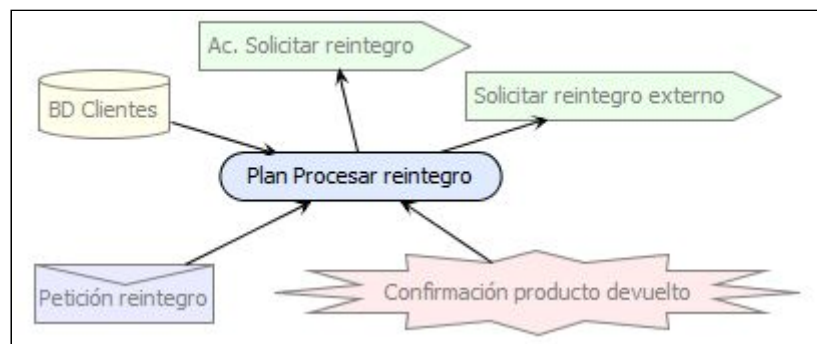 Ac. Solicitar reintegro
Solicitar reintegro externo
BD Clientes
Plan Procesar reintegro
Petición reintegro
Confirmación producto devuelto